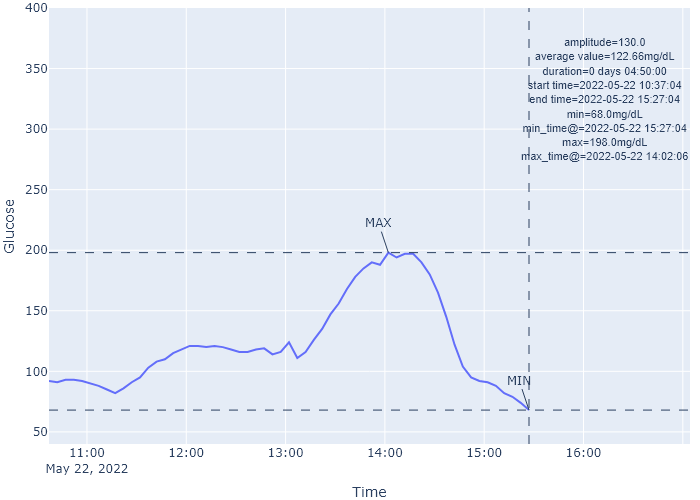 400
350
300
250
200
150
100
50
Glucose
amplitude=130.0
average value=122.66mg/dL
duration=0 days 04:50:00
start time=2022-05-22 10:37:04
end time=2022-05-22 15:27:04
min=68.0mg/dL
min_time@=2022-05-22 15:27:04
max=198.0mg/dL
max_time@=2022-05-22 14:02:06
MAX
MIN
11:00
12:00
13:00
14:00
15:00
16:00
May 22, 2022
Time